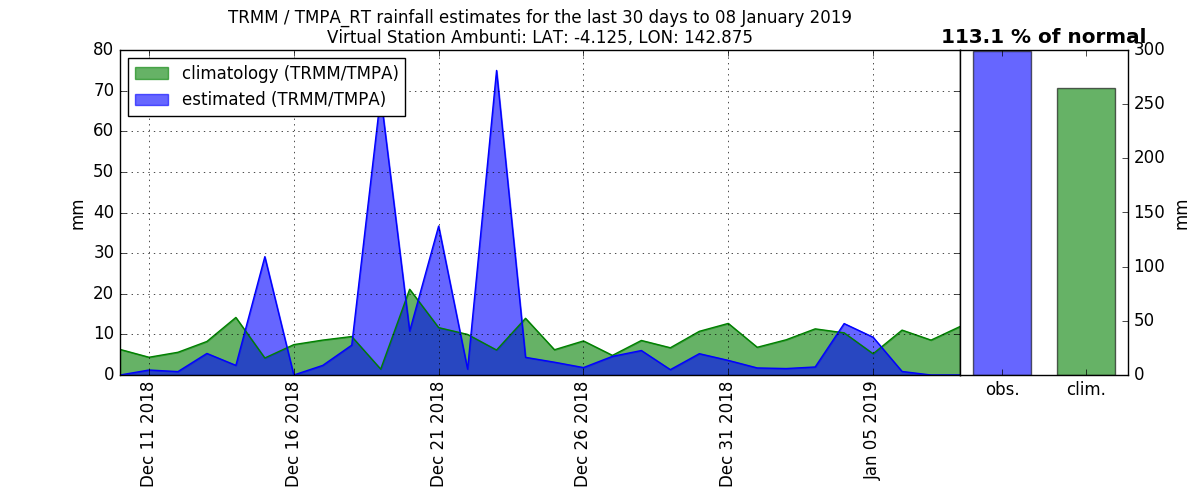 TRMM / TMPA_RT rainfall estimates for the last 30 days to 08 January 2019
Virtual Station Ambunti: LAT: -4.125, LON: 142.875
113.1 % of normal
climatology (TRMM/TMPA)
estimated (TRMM/TMPA)
mm
80
70
60
50
40
30
20
10
0
Dec 11 2018
Dec 16 2018
Dec 21 2018
Dec 26 2018
Dec 31 2018
Jan 05 2019
obs.
clim.
300
250
200
150
100
50
0
mm